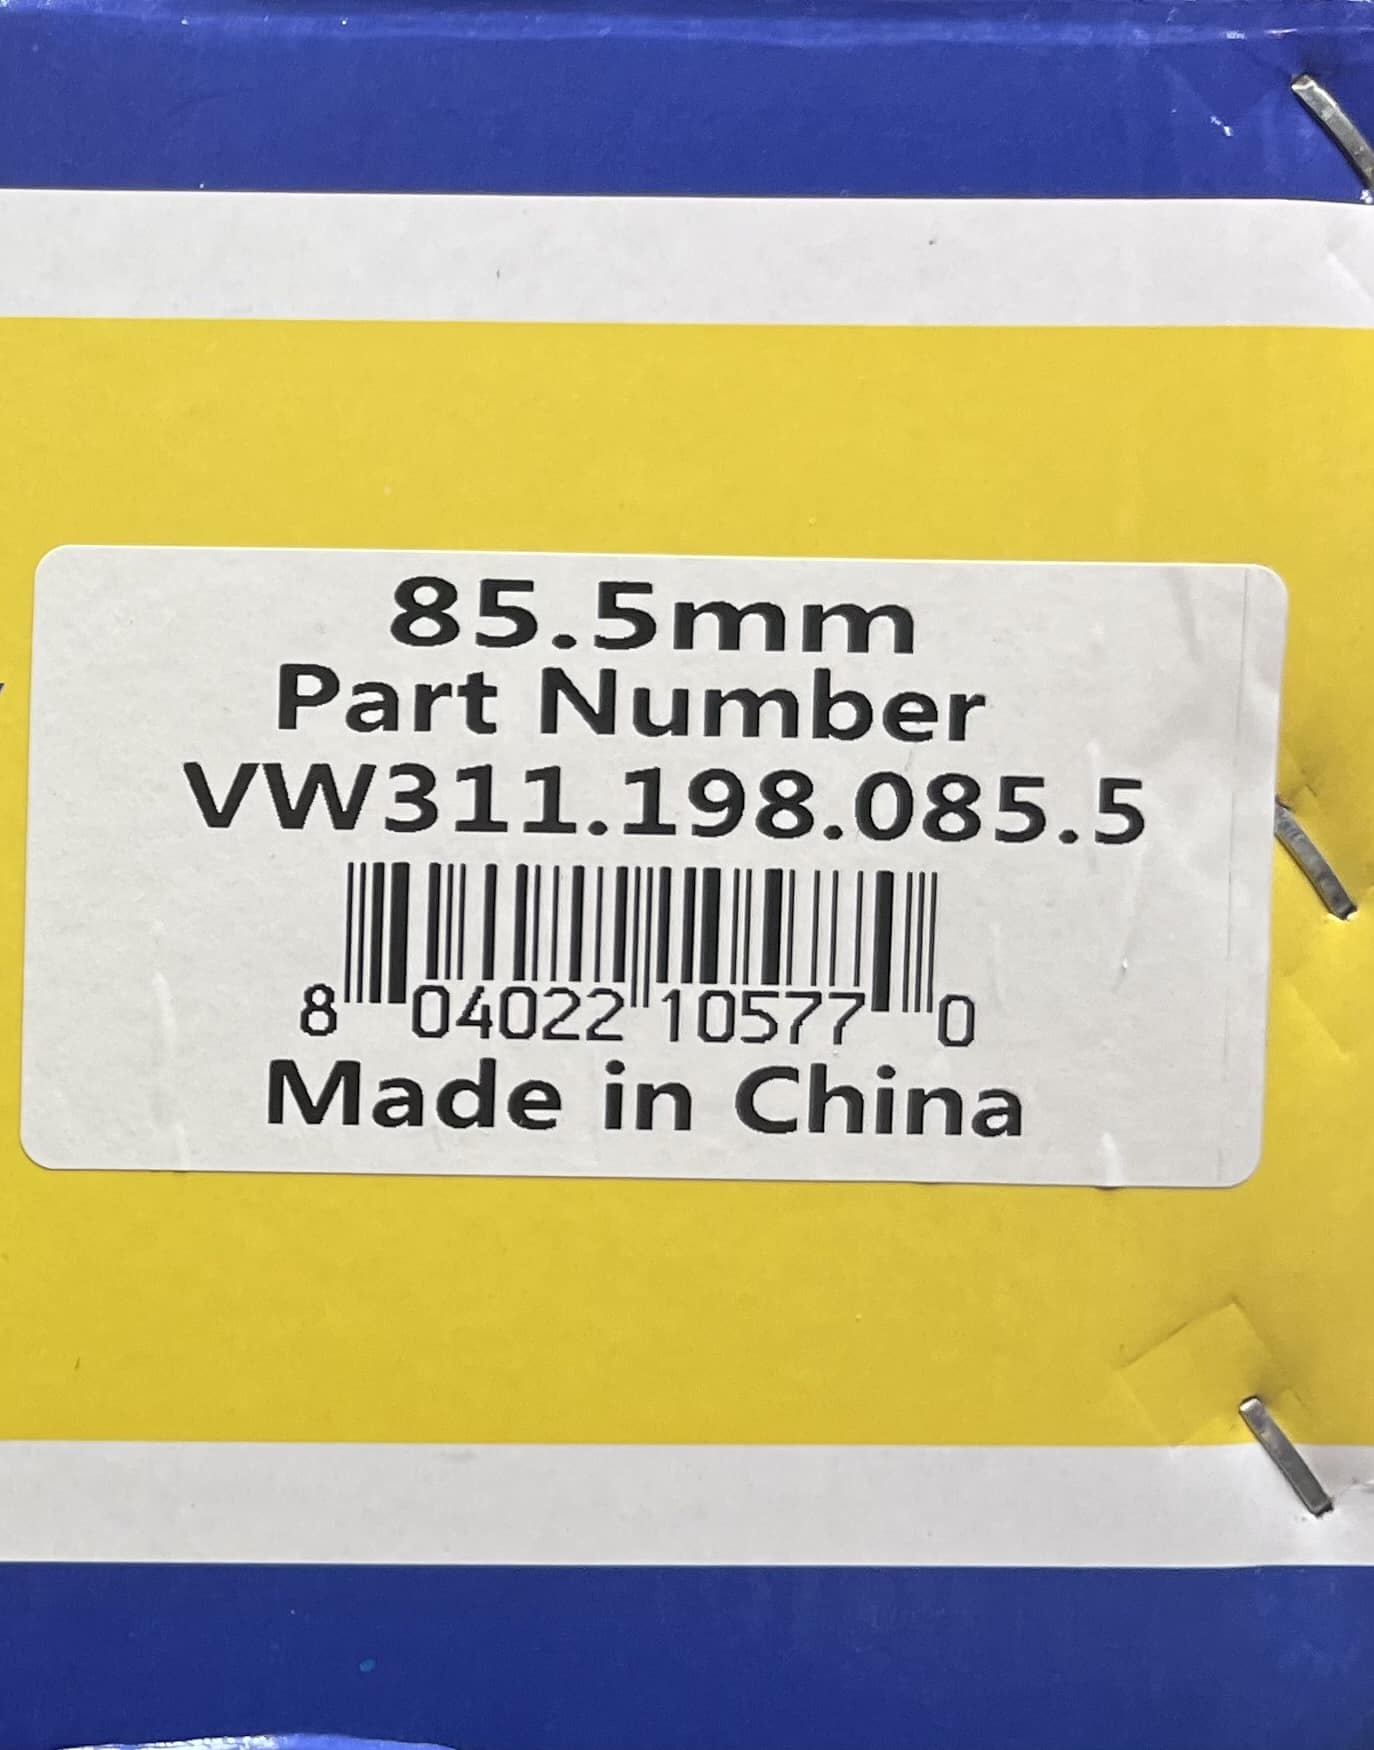 85.5mm
Part Number
VW311.198.085.5
8 04022 10577 0
Made in China